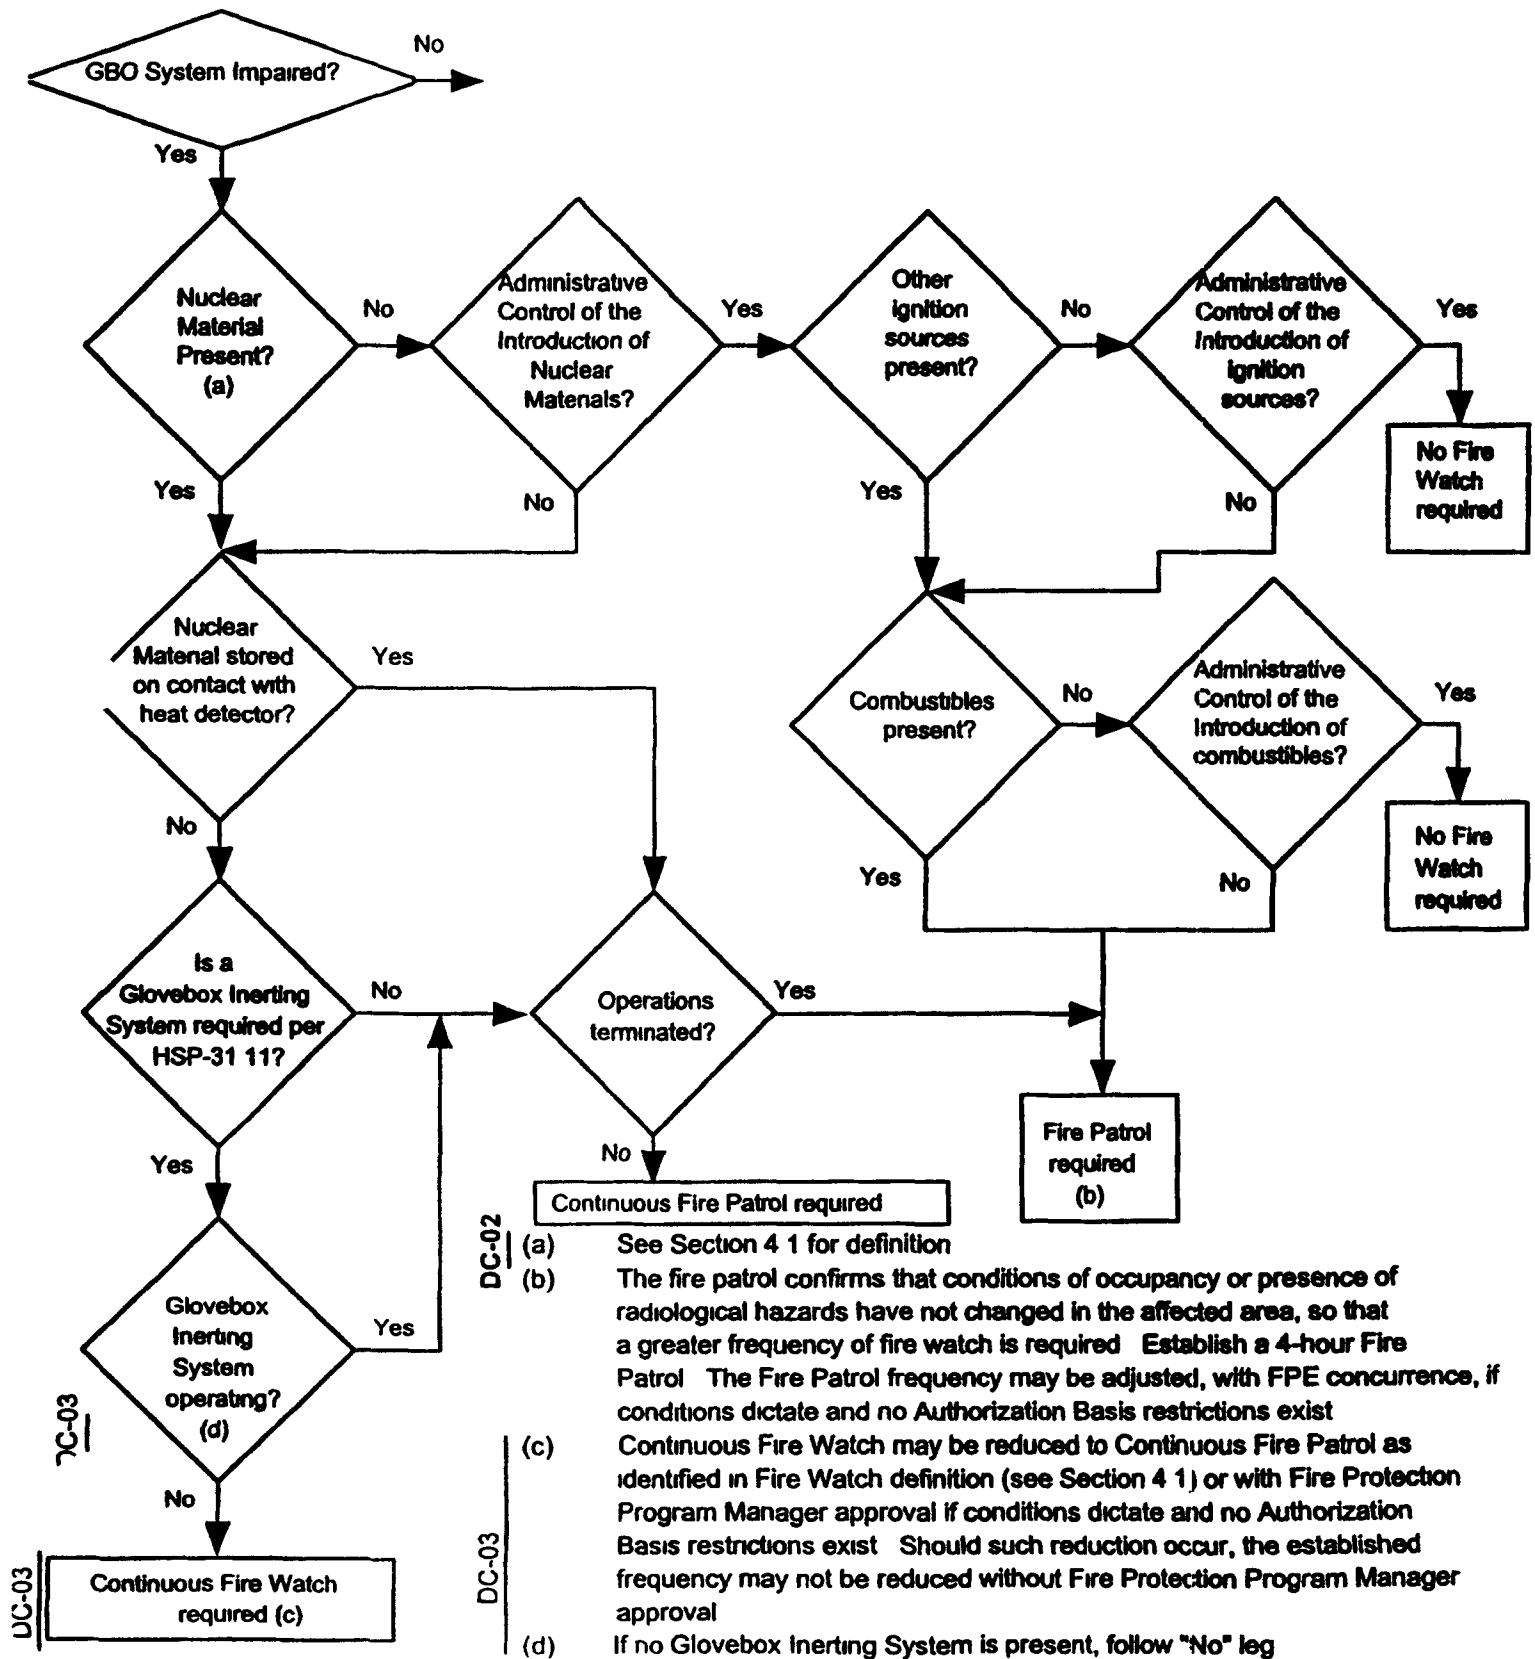 GBO System Impaired?
No
Yes
Nuclear
Material
Present?
(a)
No
Administrative
Control of the
Introduction of
Nuclear
Materials?
Yes
Other
ignition
sources
present?
No
Administrative
Control of the
Introduction of
ignition
sources?
Yes
No Fire
Watch
required
Yes
No
Yes
No
Nuclear
Material stored
on contact with
heat detector?
Yes
Combustibles
present?
No
Administrative
Control of the
Introduction of
combustibles?
Yes
No Fire
Watch
required
No
Yes
No
Is a
Glovebox Inerting
System required per
HSP-31 11?
No
Operations
terminated?
Yes
Fire Patrol
required
(b)
Yes
No
Continuous Fire Patrol required
Glovebox
Inerting
System
operating?
(d)
Yes
DC-03
No
Continuous Fire Watch
required (c)
DC-03
DC-02
(a) See Section 4 1 for definition
(b) The fire patrol confirms that conditions of occupancy or presence of
radiological hazards have not changed in the affected area, so that
a greater frequency of fire watch is required Establish a 4-hour Fire
Patrol The Fire Patrol frequency may be adjusted, with FPE concurrence, if
conditions dictate and no Authorization Basis restrictions exist
DC-03
(c) Continuous Fire Watch may be reduced to Continuous Fire Patrol as
identified in Fire Watch definition (see Section 4 1) or with Fire Protection
Program Manager approval if conditions dictate and no Authorization
Basis restrictions exist Should such reduction occur, the established
frequency may not be reduced without Fire Protection Program Manager
approval
(d) If no Glovebox Inerting System is present, follow "No" leg